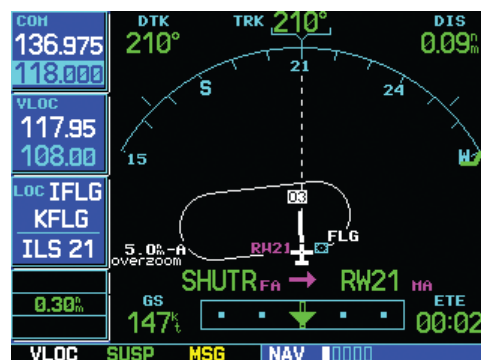 COM
136.975
118.000
VLOC
117.95
108.00
LOC IFLG
KFLG
ILS 21
0.30nm
DTK
210°
TRK 210°
DIS
0.09nm
21
S
24
15
W
03
FLG
RW21
5.0nm-A
overzoom
SHUTR FA → RW21 MA
GS
147kt
ETE
00:02
VLOC SUSP MSG NAV